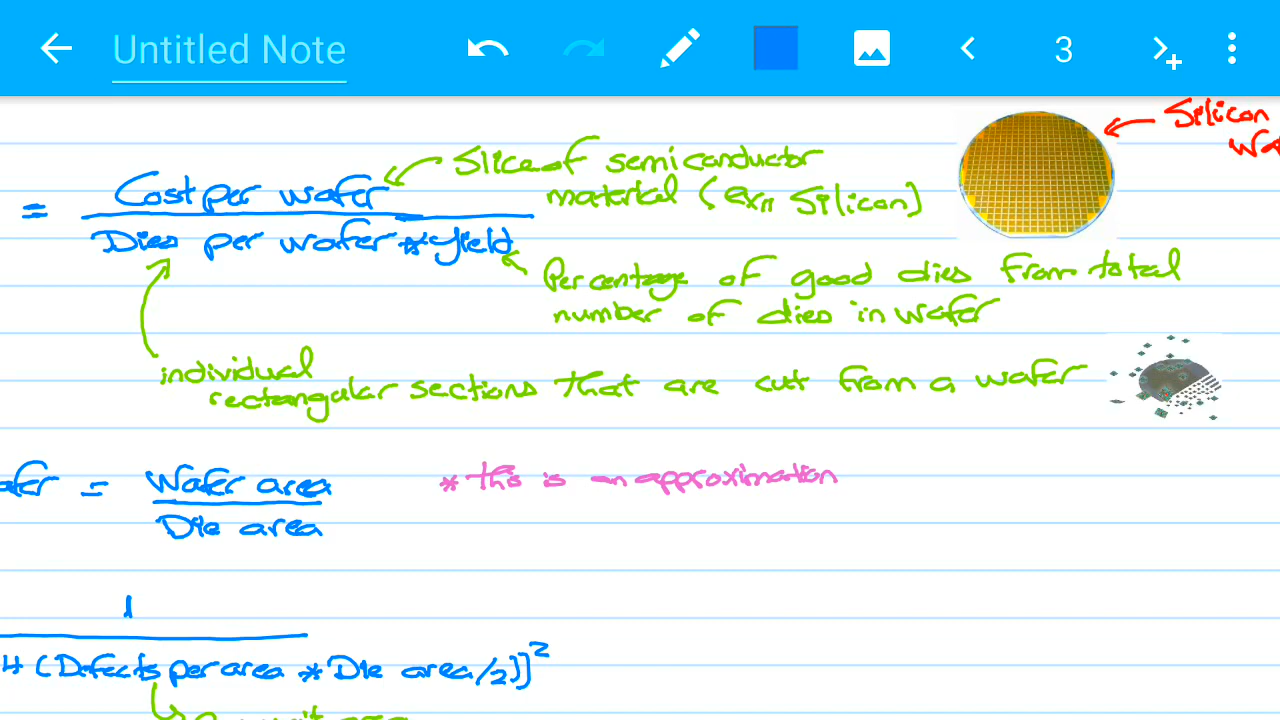 Untitled Note
3
Silicon
= Cost per wafer
Dies per wafer * yield
Slice of semiconductor
material (ex,, Silicon)
Percentage of good dies from total
number of dies in wafer
individual
rectangular sections that are cut from a wafer
afer = Wafer area
Die area
* this is an approximation
1
(Defects per area * Die area/2)]²